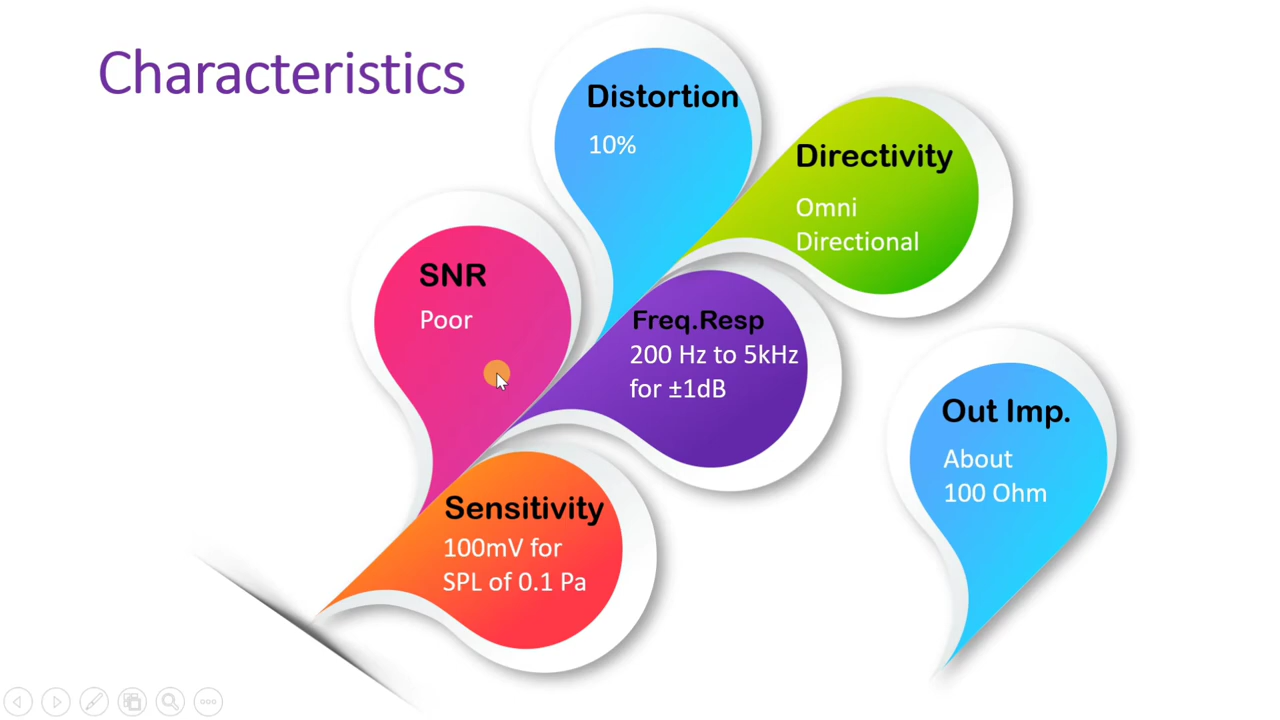 Characteristics
Distortion
10%
Directivity
Omni
Directional
SNR
Poor
Freq.Resp
200 Hz to 5kHz
for ±1dB
Out Imp.
About
100 Ohm
Sensitivity
100mV for
SPL of 0.1 Pa